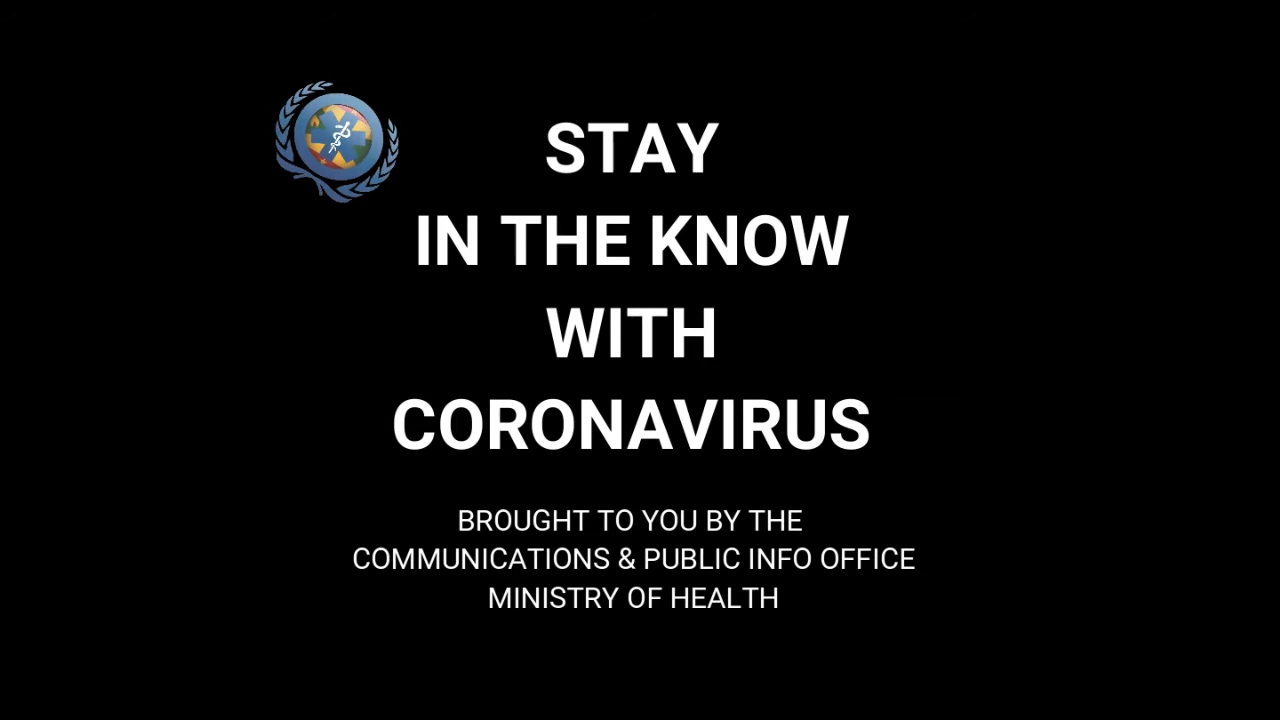 STAY
IN THE KNOW
WITH
CORONAVIRUS
BROUGHT TO YOU BY THE
COMMUNICATIONS & PUBLIC INFO OFFICE
MINISTRY OF HEALTH